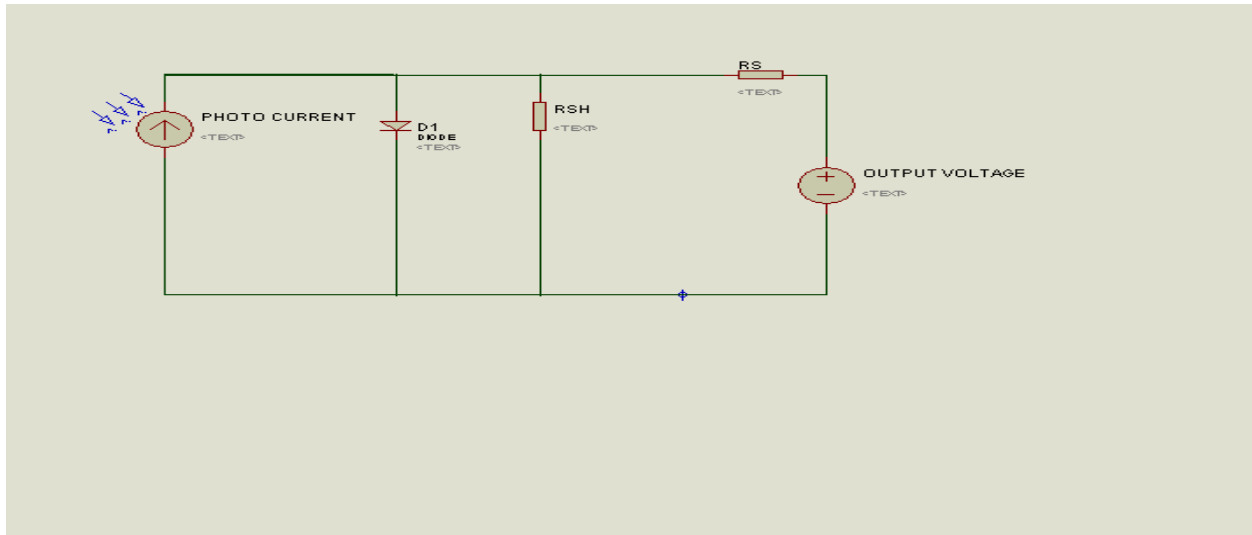 RS
<TEXT>
PHOTO CURRENT
<TEXT>
RSH
<TEXT>
D1
DIODE
<TEXT>
OUTPUT VOLTAGE
<TEXT>